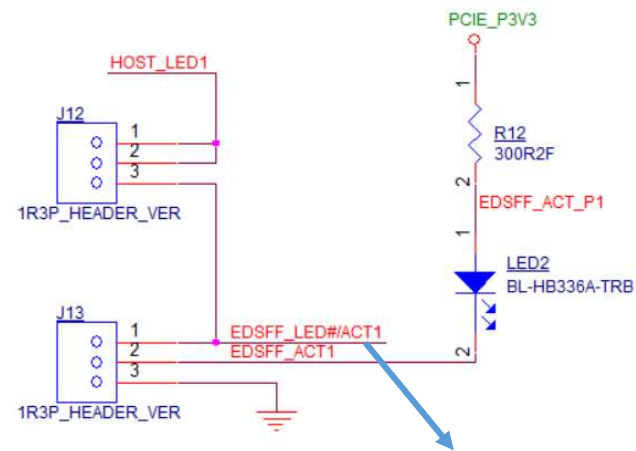 PCIE_P3V3
HOST_LED1
J12
1
2
3
1R3P_HEADER_VER
1
R12
300R2F
2
EDSFF_ACT_P1
1
LED2
BL-HB336A-TRB
2
J13
1
2
3
EDSFF_LED#/ACT1
EDSFF_ACT1
1R3P_HEADER_VER